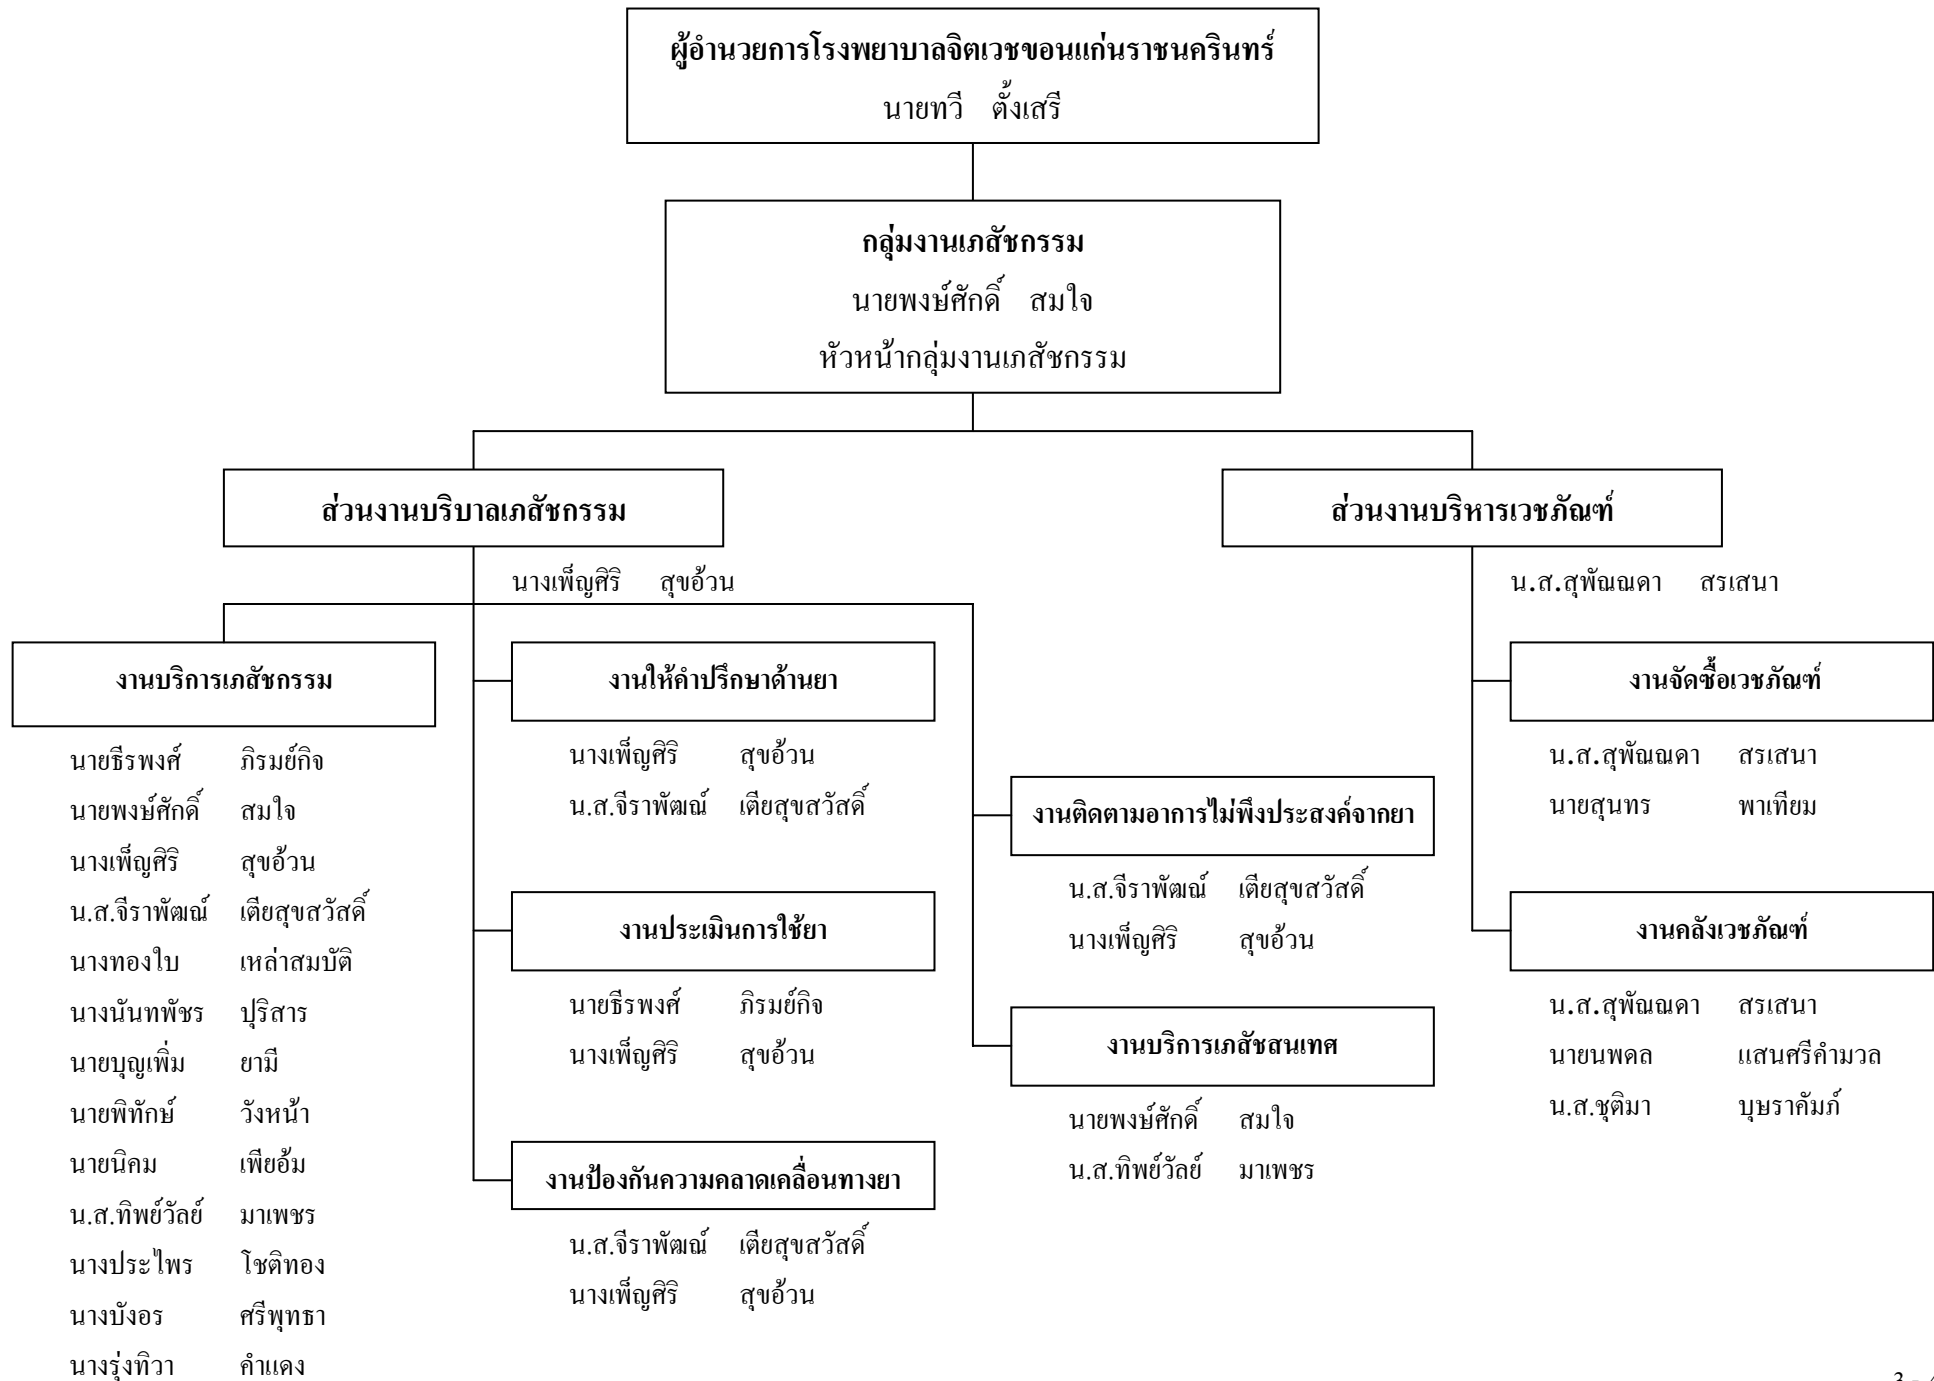 ผู้อำนวยการโรงพยาบาลจิตเวชขอนแก่นราชนครินทร์
นายทวี ตั้งเสรี
กลุ่มงานเภสัชกรรม
นายพงษ์ศักดิ์ สมใจ
หัวหน้ากลุ่มงานเภสัชกรรม
ส่วนงานบริบาลเภสัชกรรม
นางเพ็ญศิริ สุขอ้วน
งานบริการเภสัชกรรม
นายธีรพงศ์ ภิรมย์กิจ
นายพงษ์ศักดิ์ สมใจ
นางเพ็ญศิริ สุขอ้วน
น.ส.จีราพัฒณ์ เตียสุขสวัสดิ์
นางทองใบ เหล่าสมบัติ
นางนันทพัชร ปุริสาร
นายบุญเพิ่ม ยามี
นายพิทักษ์ วังหน้า
นายนิคม เพียอ้ม
น.ส.ทิพย์วัลย์ มาเพชร
นางประไพร โชติทอง
นางบังอร ศรีพุทธา
นางรุ่งทิวา คำแดง
งานให้คำปรึกษาด้านยา
นางเพ็ญศิริ สุขอ้วน
น.ส.จีราพัฒณ์ เตียสุขสวัสดิ์
งานประเมินการใช้ยา
นายธีรพงศ์ ภิรมย์กิจ
นางเพ็ญศิริ สุขอ้วน
งานป้องกันความคลาดเคลื่อนทางยา
น.ส.จีราพัฒณ์ เตียสุขสวัสดิ์
นางเพ็ญศิริ สุขอ้วน
งานติดตามอาการไม่พึงประสงค์จากยา
น.ส.จีราพัฒณ์ เตียสุขสวัสดิ์
นางเพ็ญศิริ สุขอ้วน
งานบริการเภสัชสนเทศ
นายพงษ์ศักดิ์ สมใจ
น.ส.ทิพย์วัลย์ มาเพชร
ส่วนงานบริหารเวชภัณฑ์
น.ส.สุพัณณดา สรเสนา
งานจัดซื้อเวชภัณฑ์
น.ส.สุพัณณดา สรเสนา
นายสุนทร พาเทียม
งานคลังเวชภัณฑ์
น.ส.สุพัณณดา สรเสนา
นายนพดล แสนศรีคำมวล
น.ส.ชุติมา บุษราคัมภ์